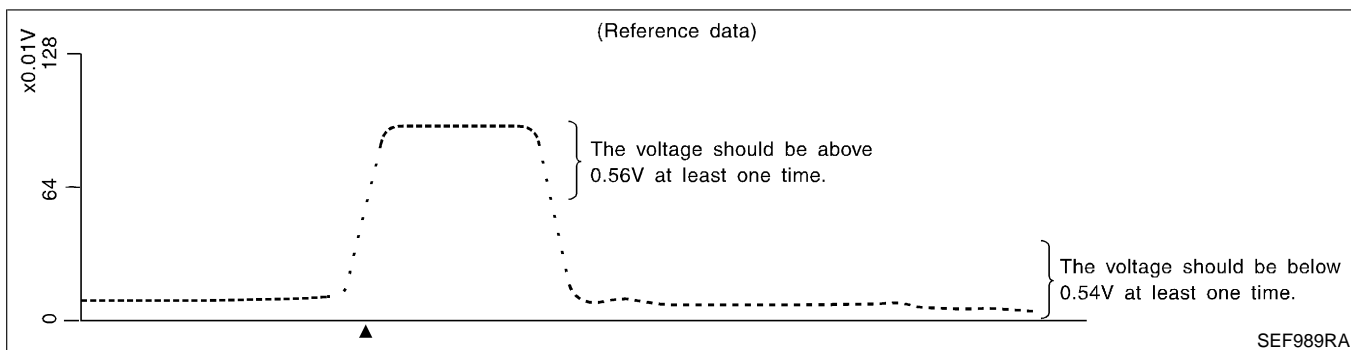 (Reference data)
x0.01V
128
64
0
The voltage should be above
0.56V at least one time.
The voltage should be below
0.54V at least one time.
SEF989RA